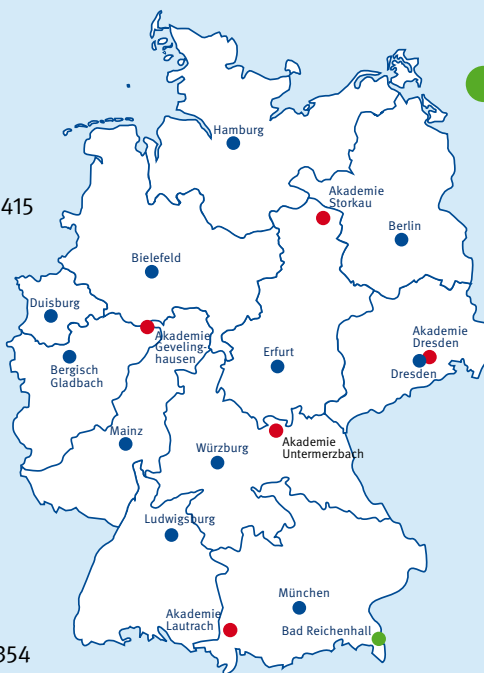 Hamburg
415
Akademie
Storkau
Berlin
Bielefeld
Duisburg
Akademie
Geveling-
hausen
Akademie
Dresden
Erfurt
Bergisch
Gladbach
Dresden
Mainz
Würzburg
Akademie
Untermerzbach
Ludwigsburg
München
Akademie
Lautrach
Bad Reichenhall
354